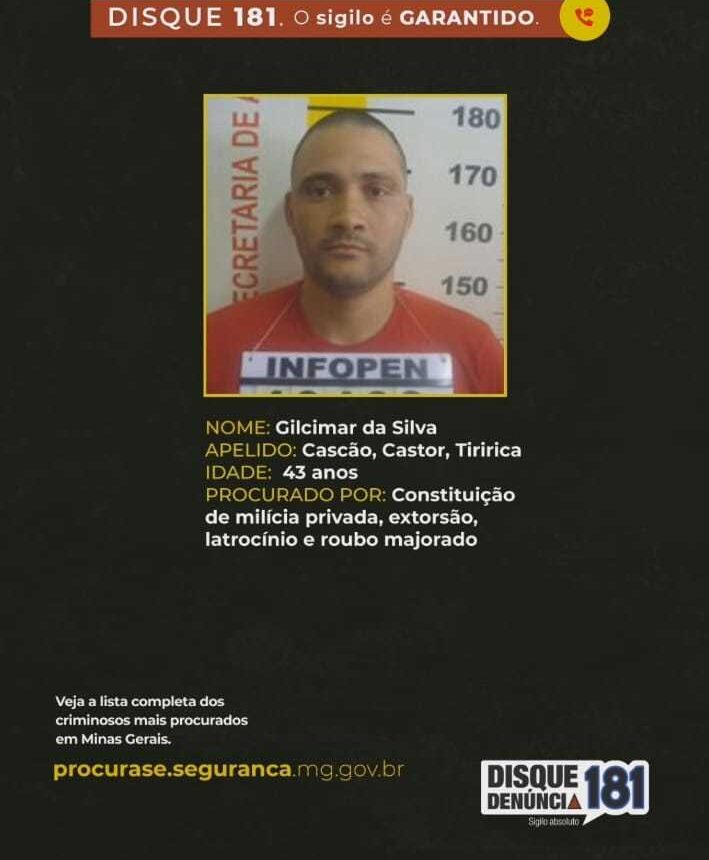 DISQUE 181. O sigilo é GARANTIDO.
SECRETARIA DE A
180
170
160
150
INFOPEN
NOME: Gilcimar da Silva
APELIDO: Cascão, Castor, Tiririca
IDADE: 43 anos
PROCURADO POR: Constituição
de milícia privada, extorsão,
latrocínio e roubo majorado
Veja a lista completa dos
criminosos mais procurados
em Minas Gerais.
procurase.seguranca.mg.gov.br
DISQUE
DENÚNCIA 181
Sigilo absoluto